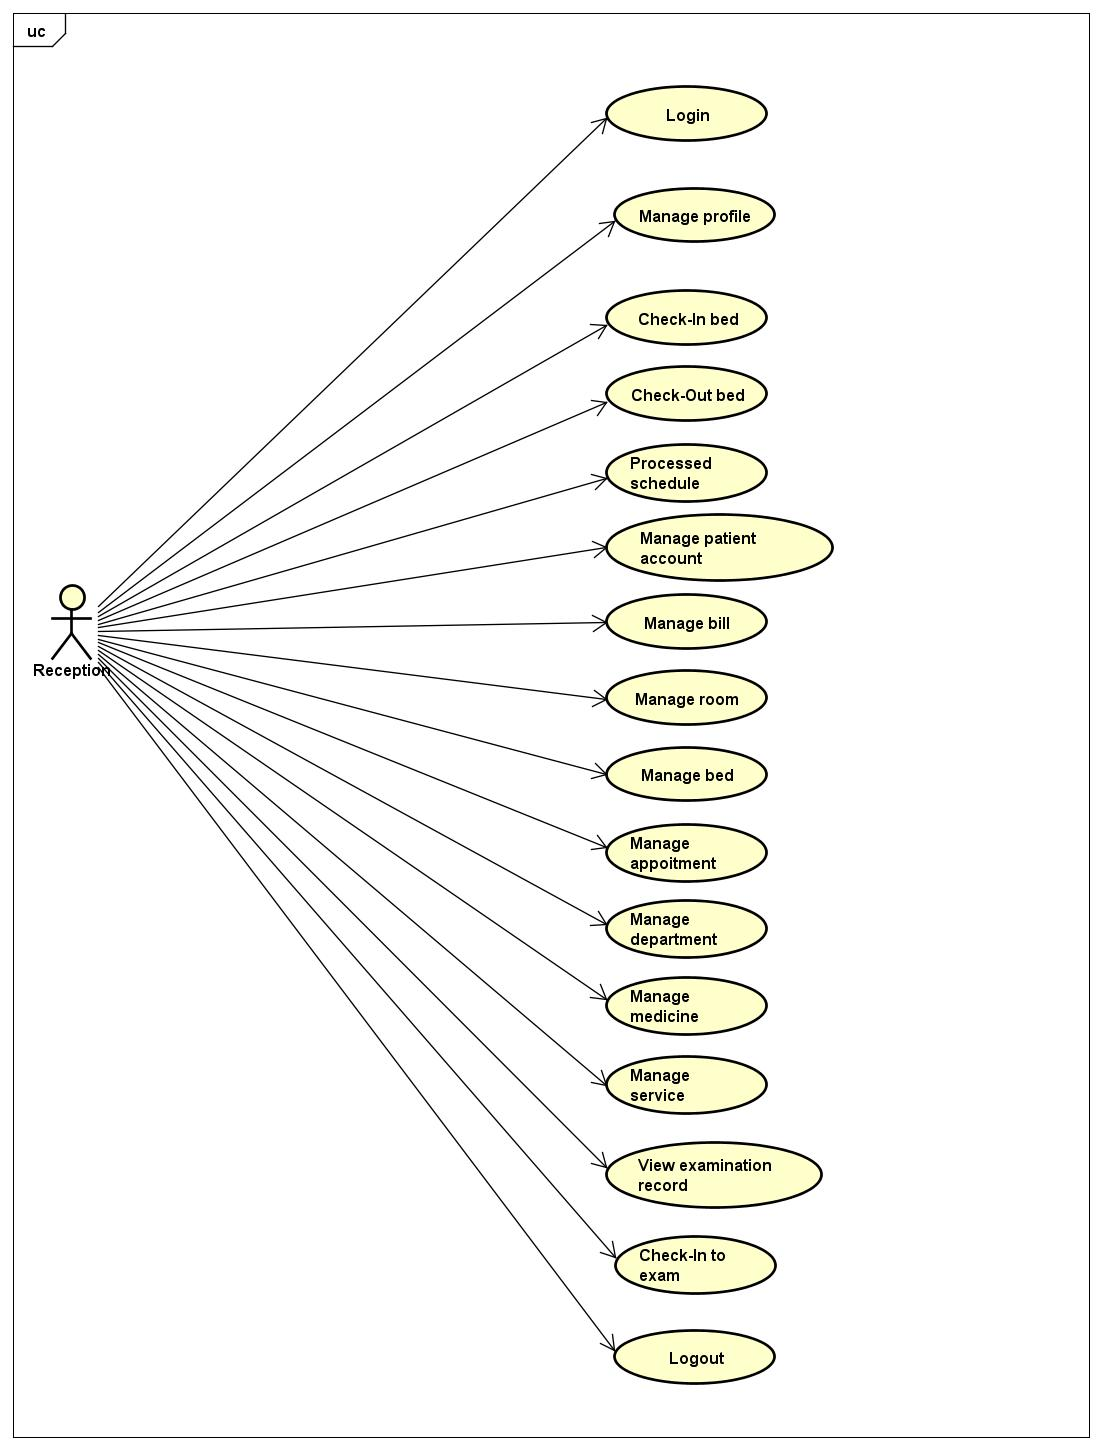 uc
Login
Manage profile
Check-In bed
Check-Out bed
Processed
schedule
Manage patient
account
Manage bill
Reception
Manage room
Manage bed
Manage
appoitment
Manage
department
Manage
medicine
Manage
service
View examination
record
Check-In to
exam
Logout